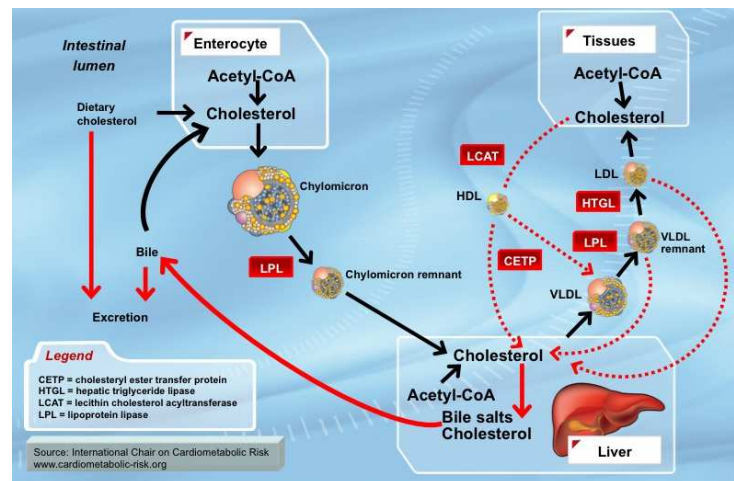 Intestinal
lumen
Enterocyte
Acetyl-CoA
Cholesterol
Dietary
cholesterol
Chylomicron
LPL
Chylomicron remnant
Bile
Excretion
Tissues
Acetyl-CoA
Cholesterol
LCAT
LDL
HDL
HTGL
LPL
VLDL
remnant
CETP
VLDL
Cholesterol
Acetyl-CoA
Bile salts
Cholesterol
Liver
Legend
CETP = cholesteryl ester transfer protein
HTGL = hepatic triglyceride lipase
LCAT = lecithin cholesterol acyltransferase
LPL = lipoprotein lipase
Source: International Chair on Cardiometabolic Risk
www.cardiometabolic-risk.org